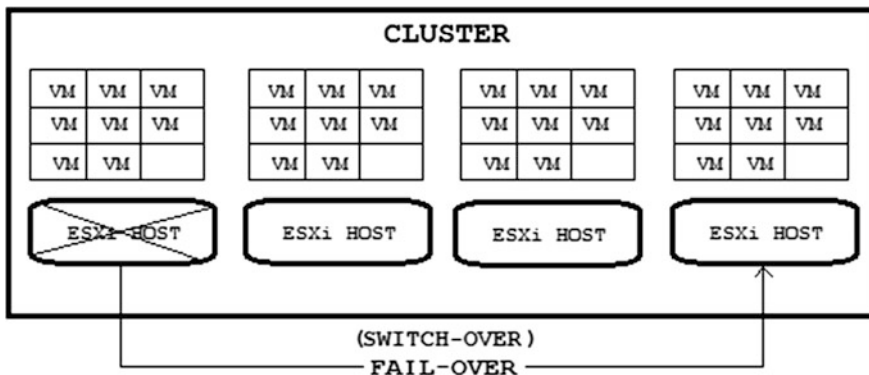 CLUSTER
VM VM VM VM VM VM VM VM VM VM VM VM
VM VM VM VM VM VM VM VM VM VM VM VM
VM VM VM VM VM VM VM VM
ESXi HOST ESXi HOST ESXi HOST ESXi HOST
(SWITCH-OVER)
FAIL-OVER